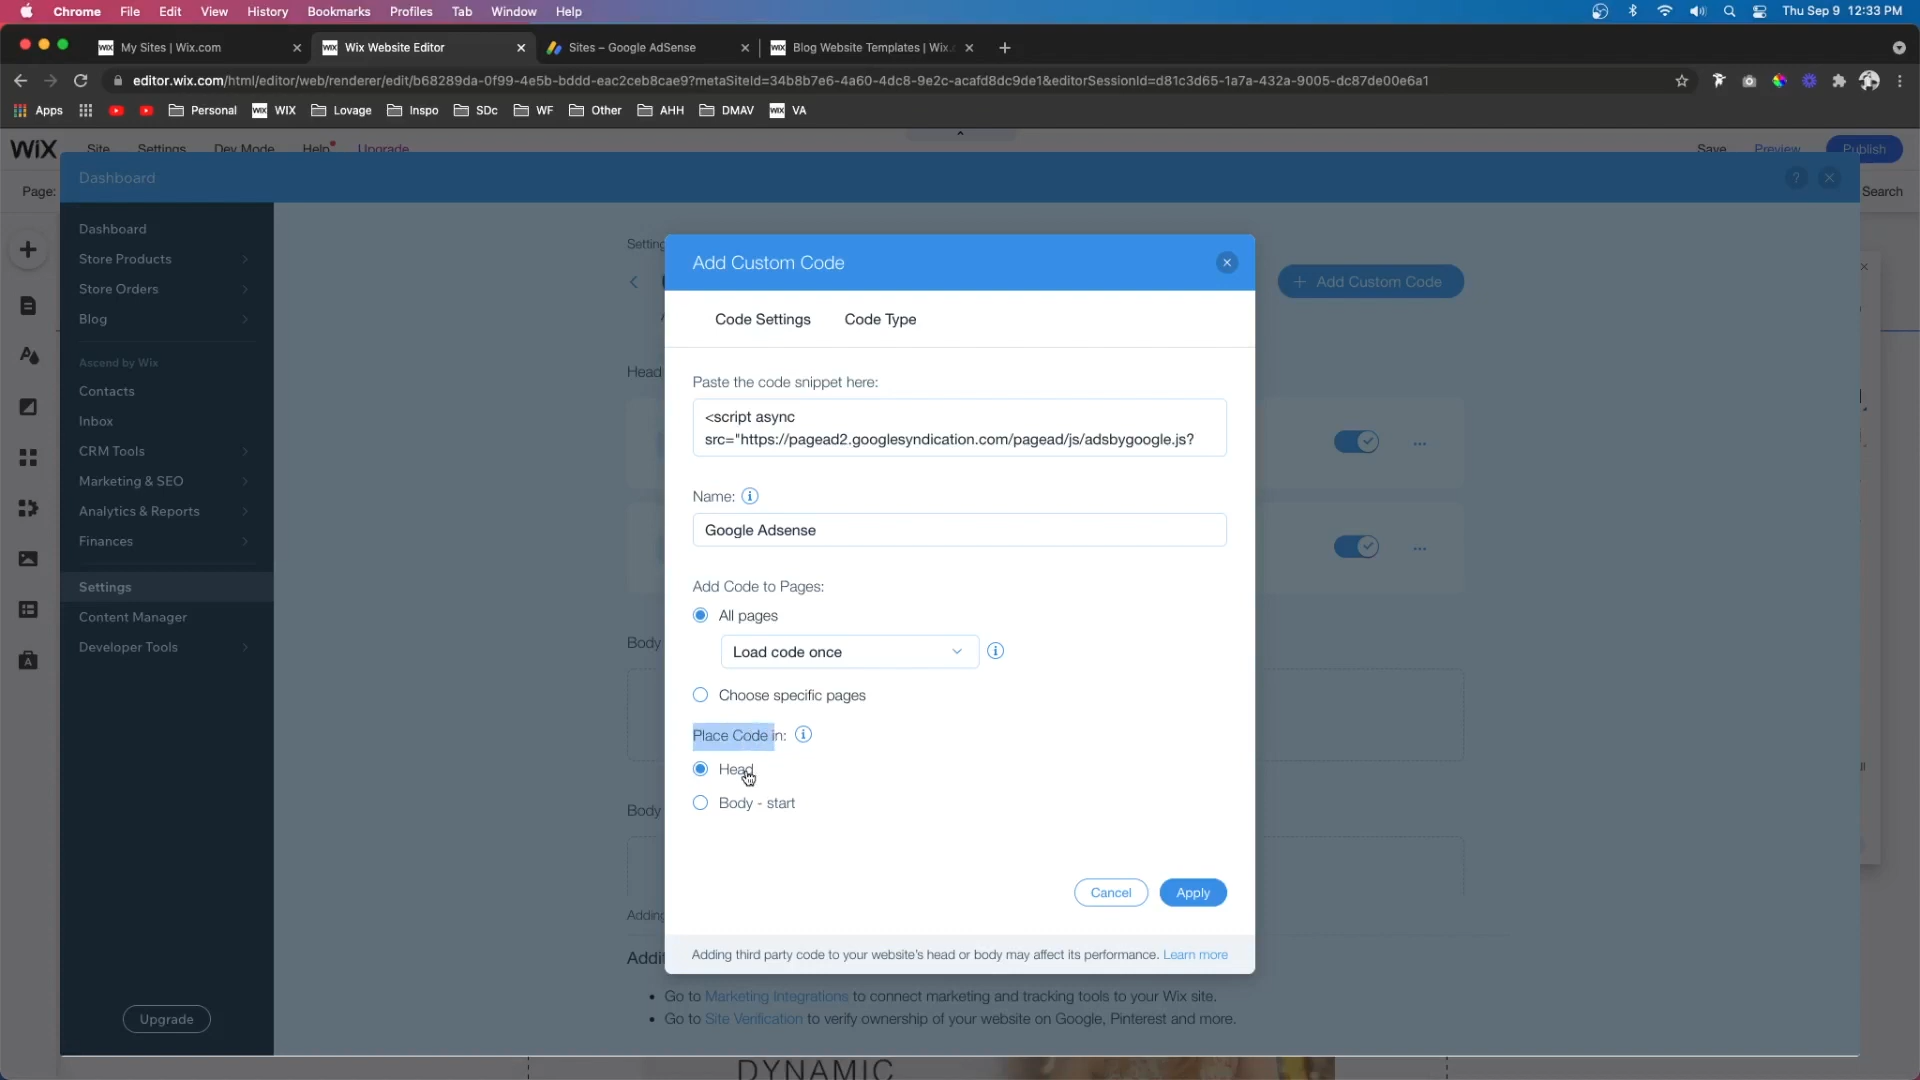 Chrome File Edit View History Bookmarks Profiles Tab Window Help Thu Sep 9 12:33 PM
My Sites | Wix.com Wix Website Editor Sites – Google AdSense Blog Website Templates | Wix.c
editor.wix.com/html/editor/web/renderer/edit/b68289da-0f99-4e5b-bddd-eac2ceb8cae9?metaSiteId=34b8b7e6-4a60-4dc8-9e2c-acafd8dc9de1&editorSessionId=d81c3d65-1a7a-432a-9005-dc87de00e6a1
Apps Personal WIX Lovage Inspo SDc WF Other AHH DMAV VA
WiX Site Settings Dev Mode Help Upgrade Save Preview Publish
Page: Search
Dashboard ?
Dashboard
Store Products
Store Orders
Blog
Ascend by Wix
Contacts
Inbox
CRM Tools
Marketing & SEO
Analytics & Reports
Finances
Settings
Content Manager
Developer Tools
Upgrade
Setting
+ Add Custom Code
Head
Body
Body
Adding
Addit
Add Custom Code
Code Settings Code Type
Paste the code snippet here:
<script async
src="https://pagead2.googlesyndication.com/pagead/js/adsbygoogle.js?
Name:
Google Adsense
Add Code to Pages:
All pages
Load code once
Choose specific pages
Place Code in:
Head
Body - start
Cancel Apply
Adding third party code to your website's head or body may affect its performance. Learn more
• Go to Marketing Integrations to connect marketing and tracking tools to your Wix site.
• Go to Site Verification to verify ownership of your website on Google, Pinterest and more.
DYNAMIC